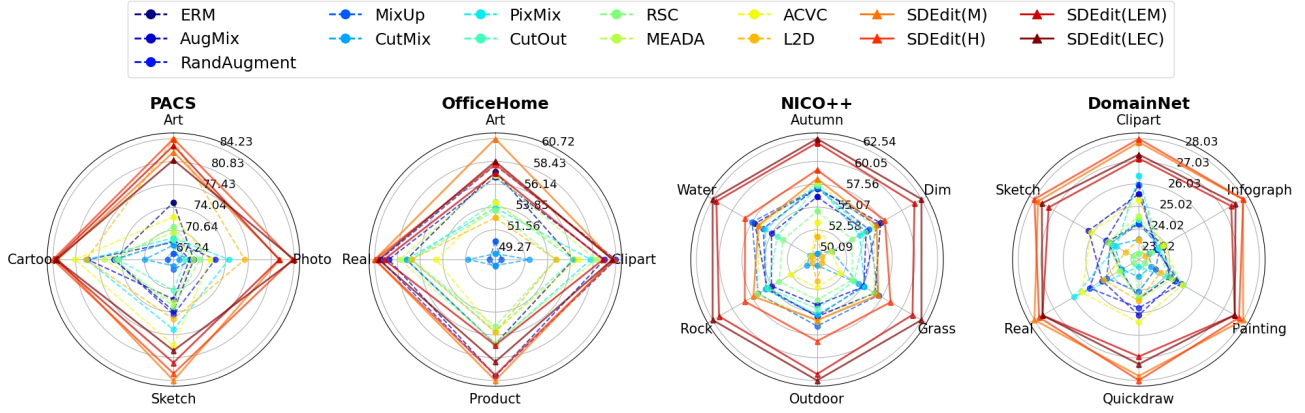 ERM MixUp PixMix RSC ACVC SDEdit(M) SDEdit(LEM)
AugMix CutMix CutOut MEADA L2D SDEdit(H) SDEdit(LEC)
RandAugment
PACS OfficeHome NICO++ DomainNet
Art Art Autumn Clipart
84.23 60.72 62.54 28.03
80.83 58.43 60.05 27.03
77.43 56.14 57.56 26.03
Water Dim Sketch Infograph
74.04 53.85 55.07 25.02
70.64 51.56 52.58 24.02
67.24 49.27 50.09
Cartoo Photo Real Clipart
Rock Grass Real Painting
Sketch Product Outdoor Quickdraw